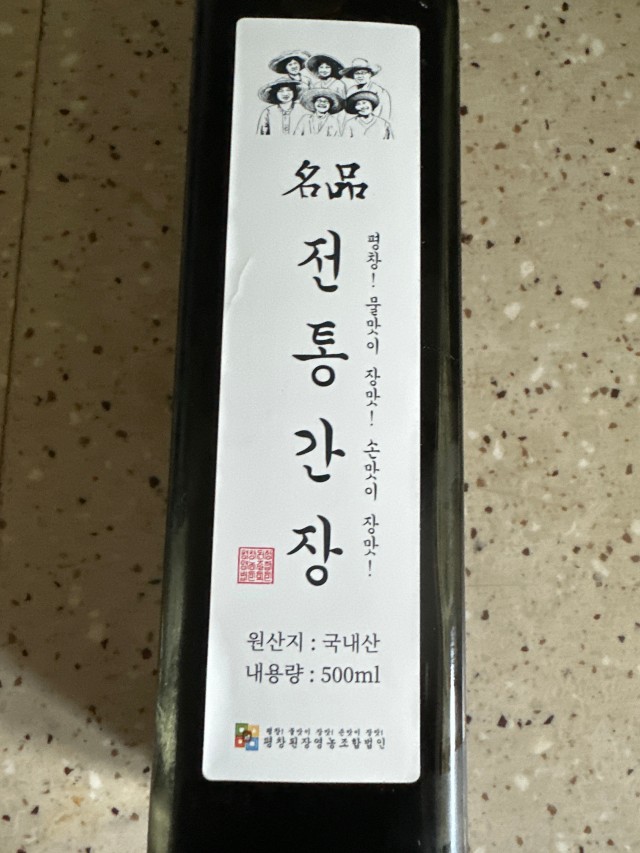 名品
전통간장
평창! 물맛이 장맛! 손맛이 장맛!
원산지 : 국내산
내용량 : 500ml
평창! 물맛이 장맛! 손맛이 장맛!
평창된장영농조합법인